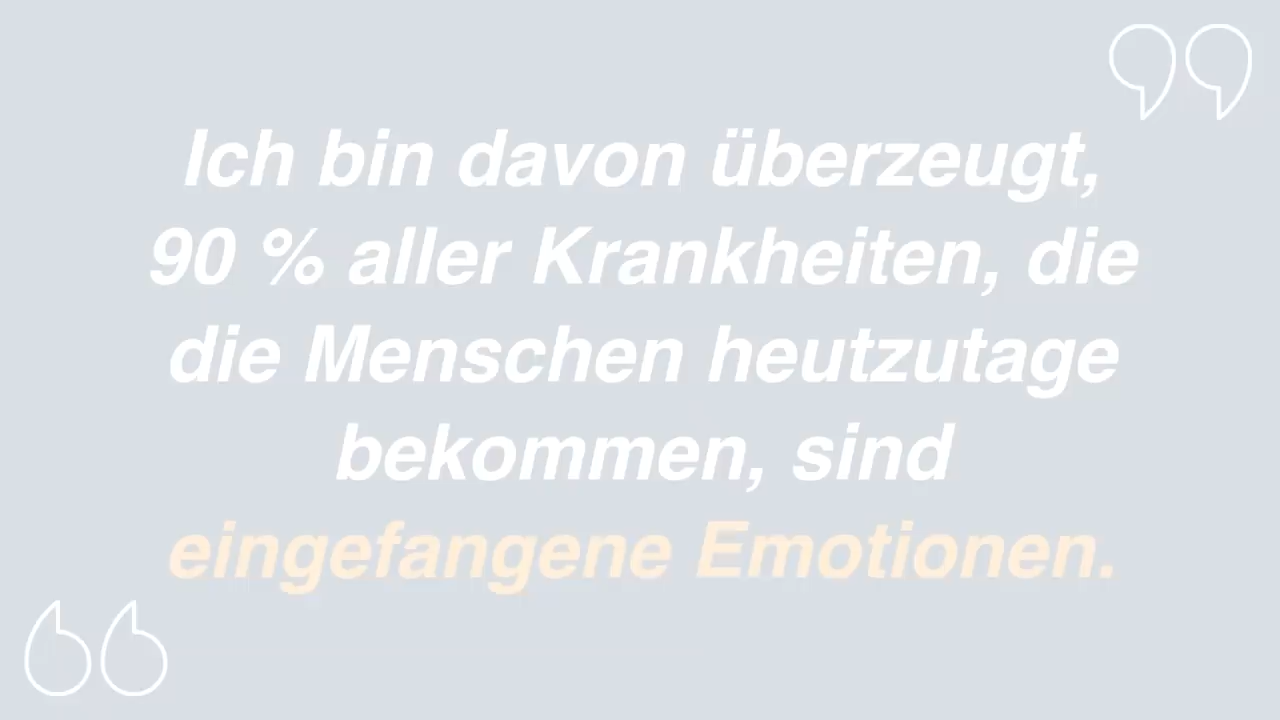 Ich bin davon überzeugt,
90 % aller Krankheiten, die
die Menschen heutzutage
bekommen, sind
eingefangene Emotionen.